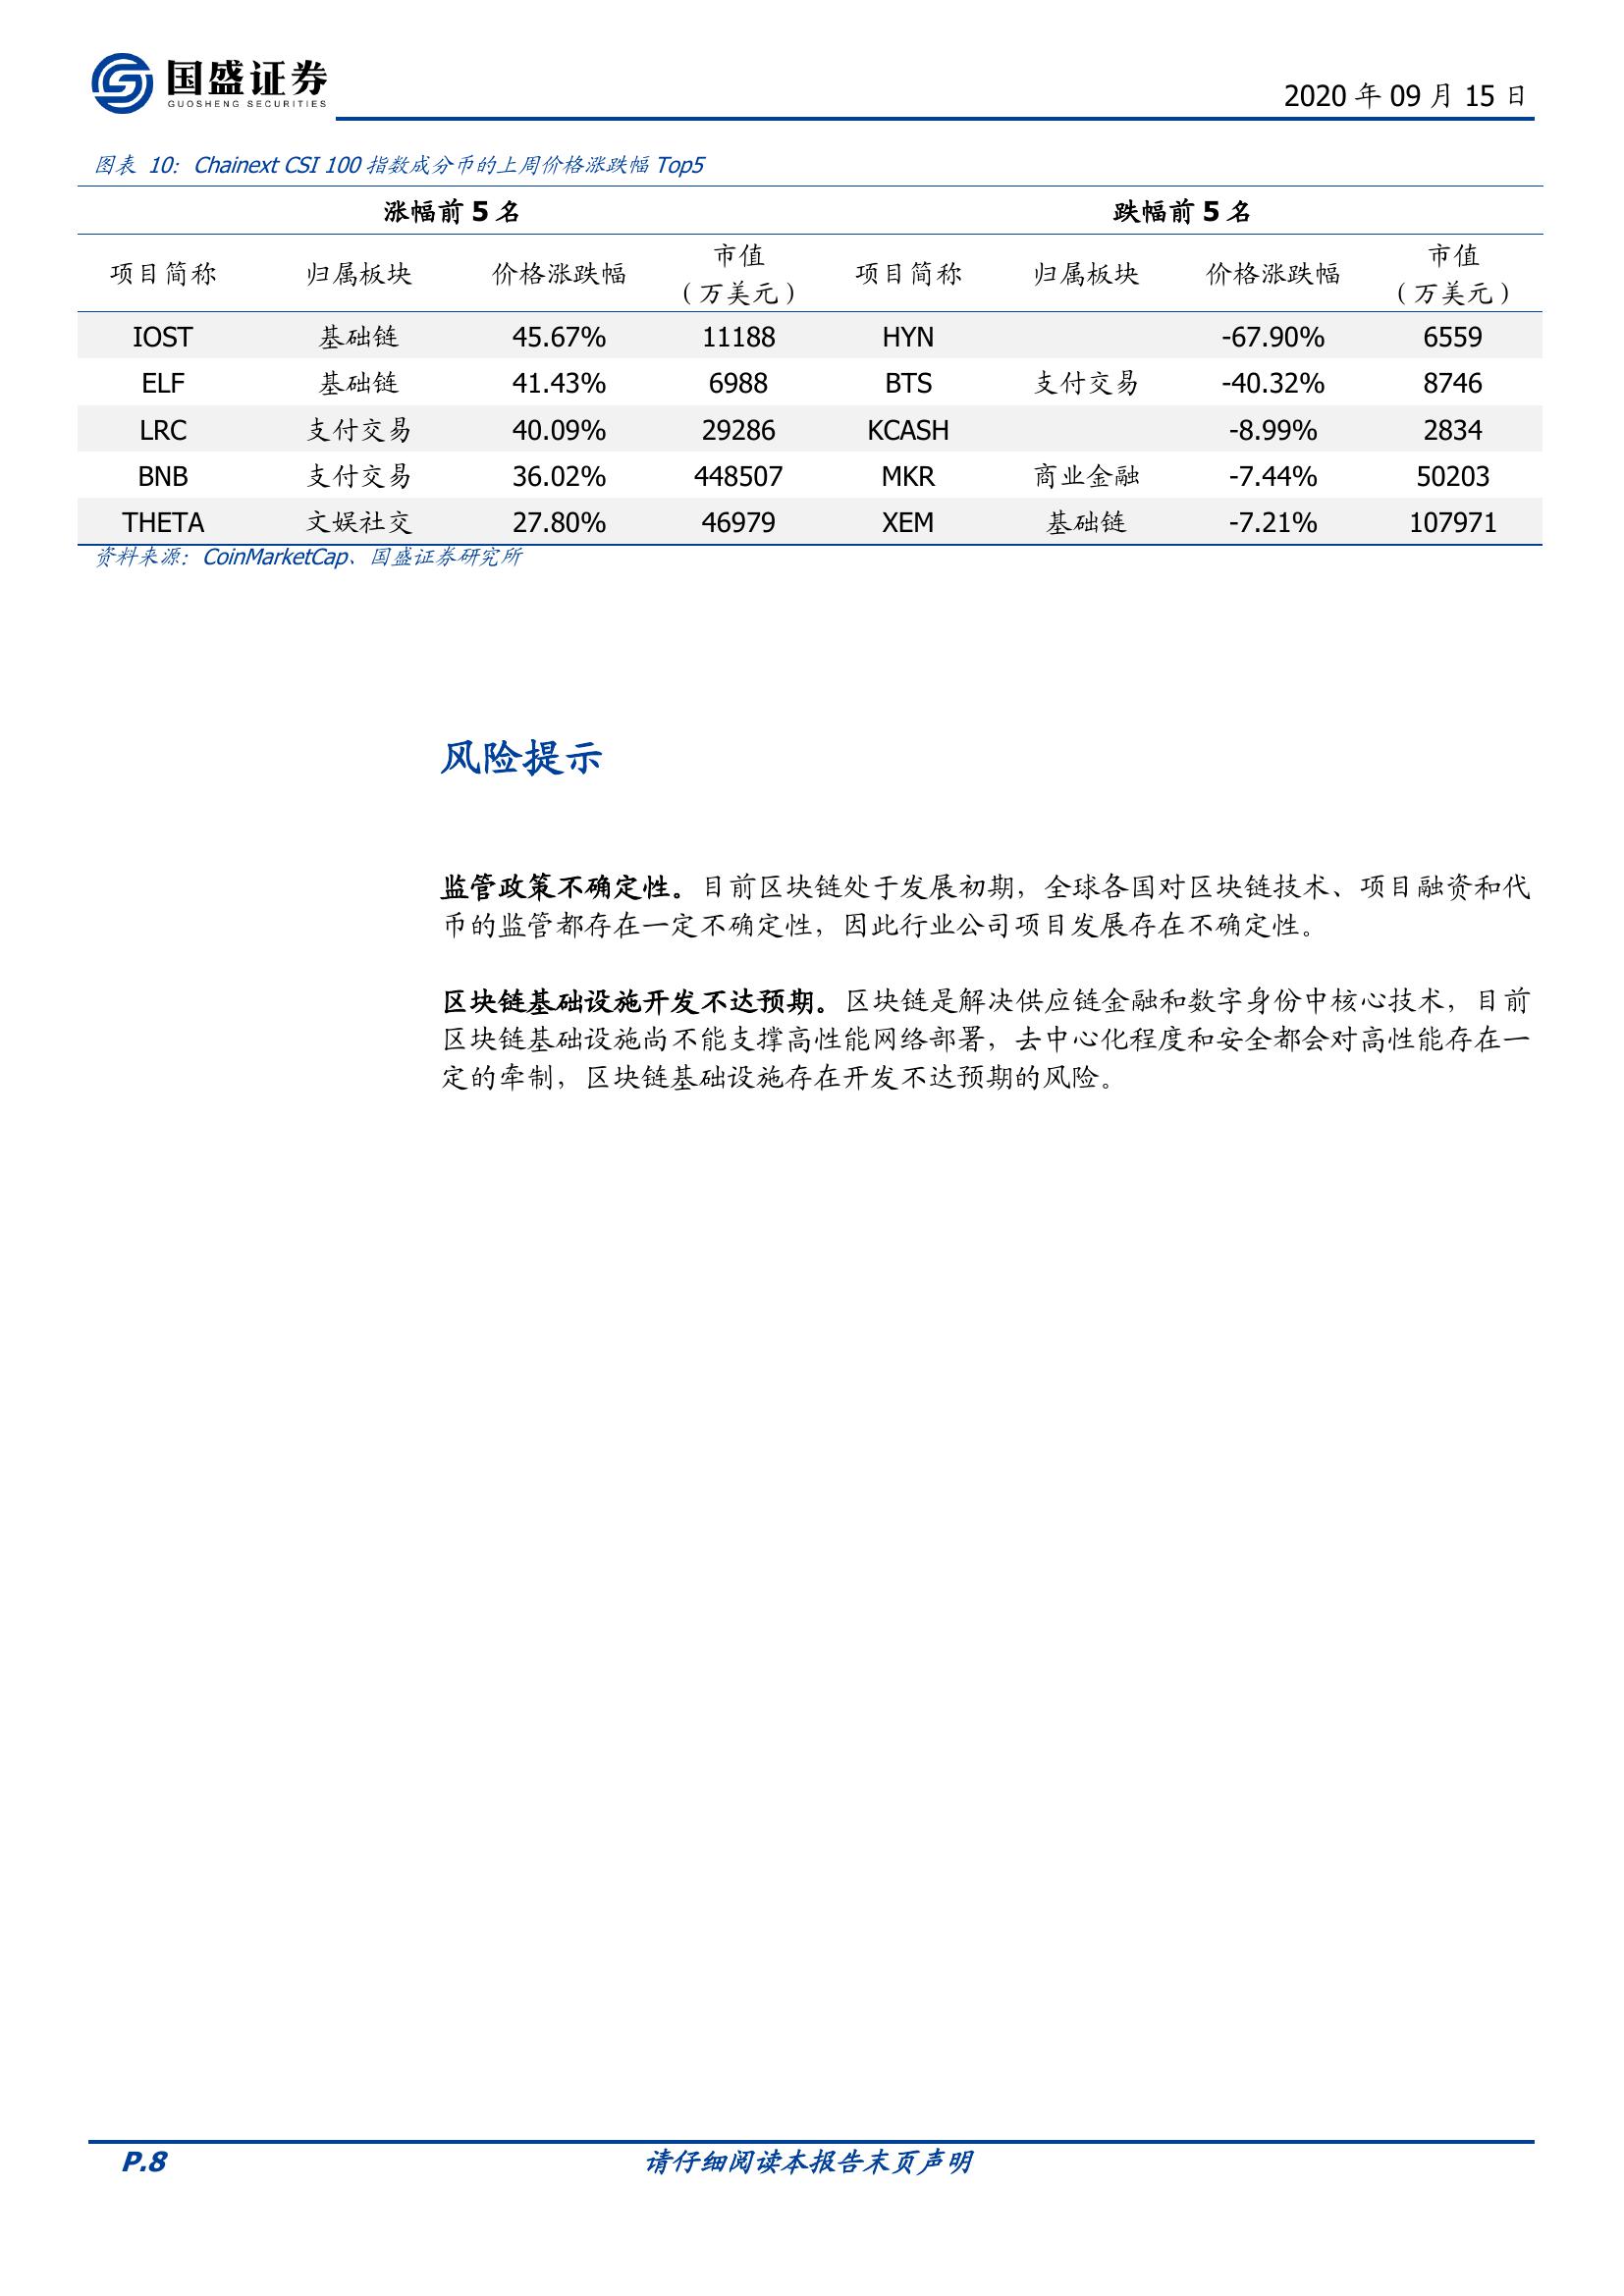 国盛证券
GUOSHENG SECURITIES
2020 年 09 月 15 日
图表 10: Chainext CSI 100 指数成分币的上周价格涨跌幅 Top5
涨幅前 5 名 跌幅前 5 名
项目简称 归属板块 价格涨跌幅 市值（万美元） 项目简称 归属板块 价格涨跌幅 市值（万美元）
IOST 基础链 45.67% 11188 HYN -67.90% 6559
ELF 基础链 41.43% 6988 BTS 支付交易 -40.32% 8746
LRC 支付交易 40.09% 29286 KCASH -8.99% 2834
BNB 支付交易 36.02% 448507 MKR 商业金融 -7.44% 50203
THETA 文娱社交 27.80% 46979 XEM 基础链 -7.21% 107971
资料来源: CoinMarketCap、国盛证券研究所
风险提示
监管政策不确定性。目前区块链处于发展初期，全球各国对区块链技术、项目融资和代
币的监管都存在一定不确定性，因此行业公司项目发展存在不确定性。
区块链基础设施开发不达预期。区块链是解决供应链金融和数字身份中核心技术，目前
区块链基础设施尚不能支撑高性能网络部署，去中心化程度和安全都会对高性能存在一
定的牵制，区块链基础设施存在开发不达预期的风险。
P.8 请仔细阅读本报告末页声明